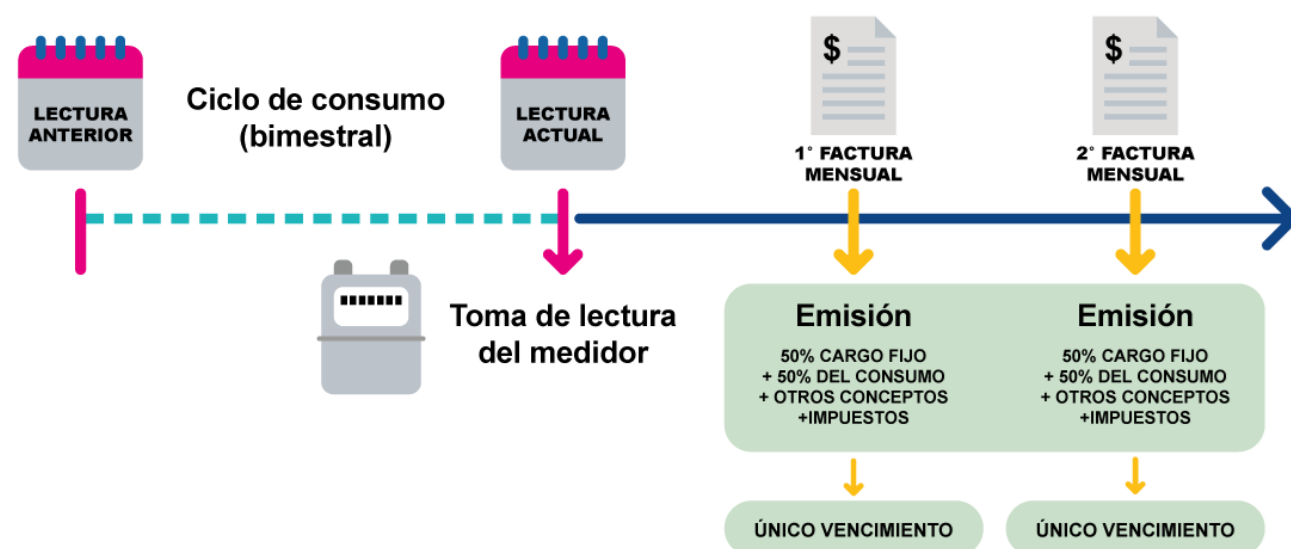 LECTURA
ANTERIOR
Ciclo de consumo
(bimestral)
LECTURA
ACTUAL
$
1° FACTURA
MENSUAL
$
2° FACTURA
MENSUAL
Toma de lectura
del medidor
Emisión
50% CARGO FIJO
+ 50% DEL CONSUMO
+ OTROS CONCEPTOS
+IMPUESTOS
Emisión
50% CARGO FIJO
+ 50% DEL CONSUMO
+ OTROS CONCEPTOS
+IMPUESTOS
ÚNICO VENCIMIENTO
ÚNICO VENCIMIENTO